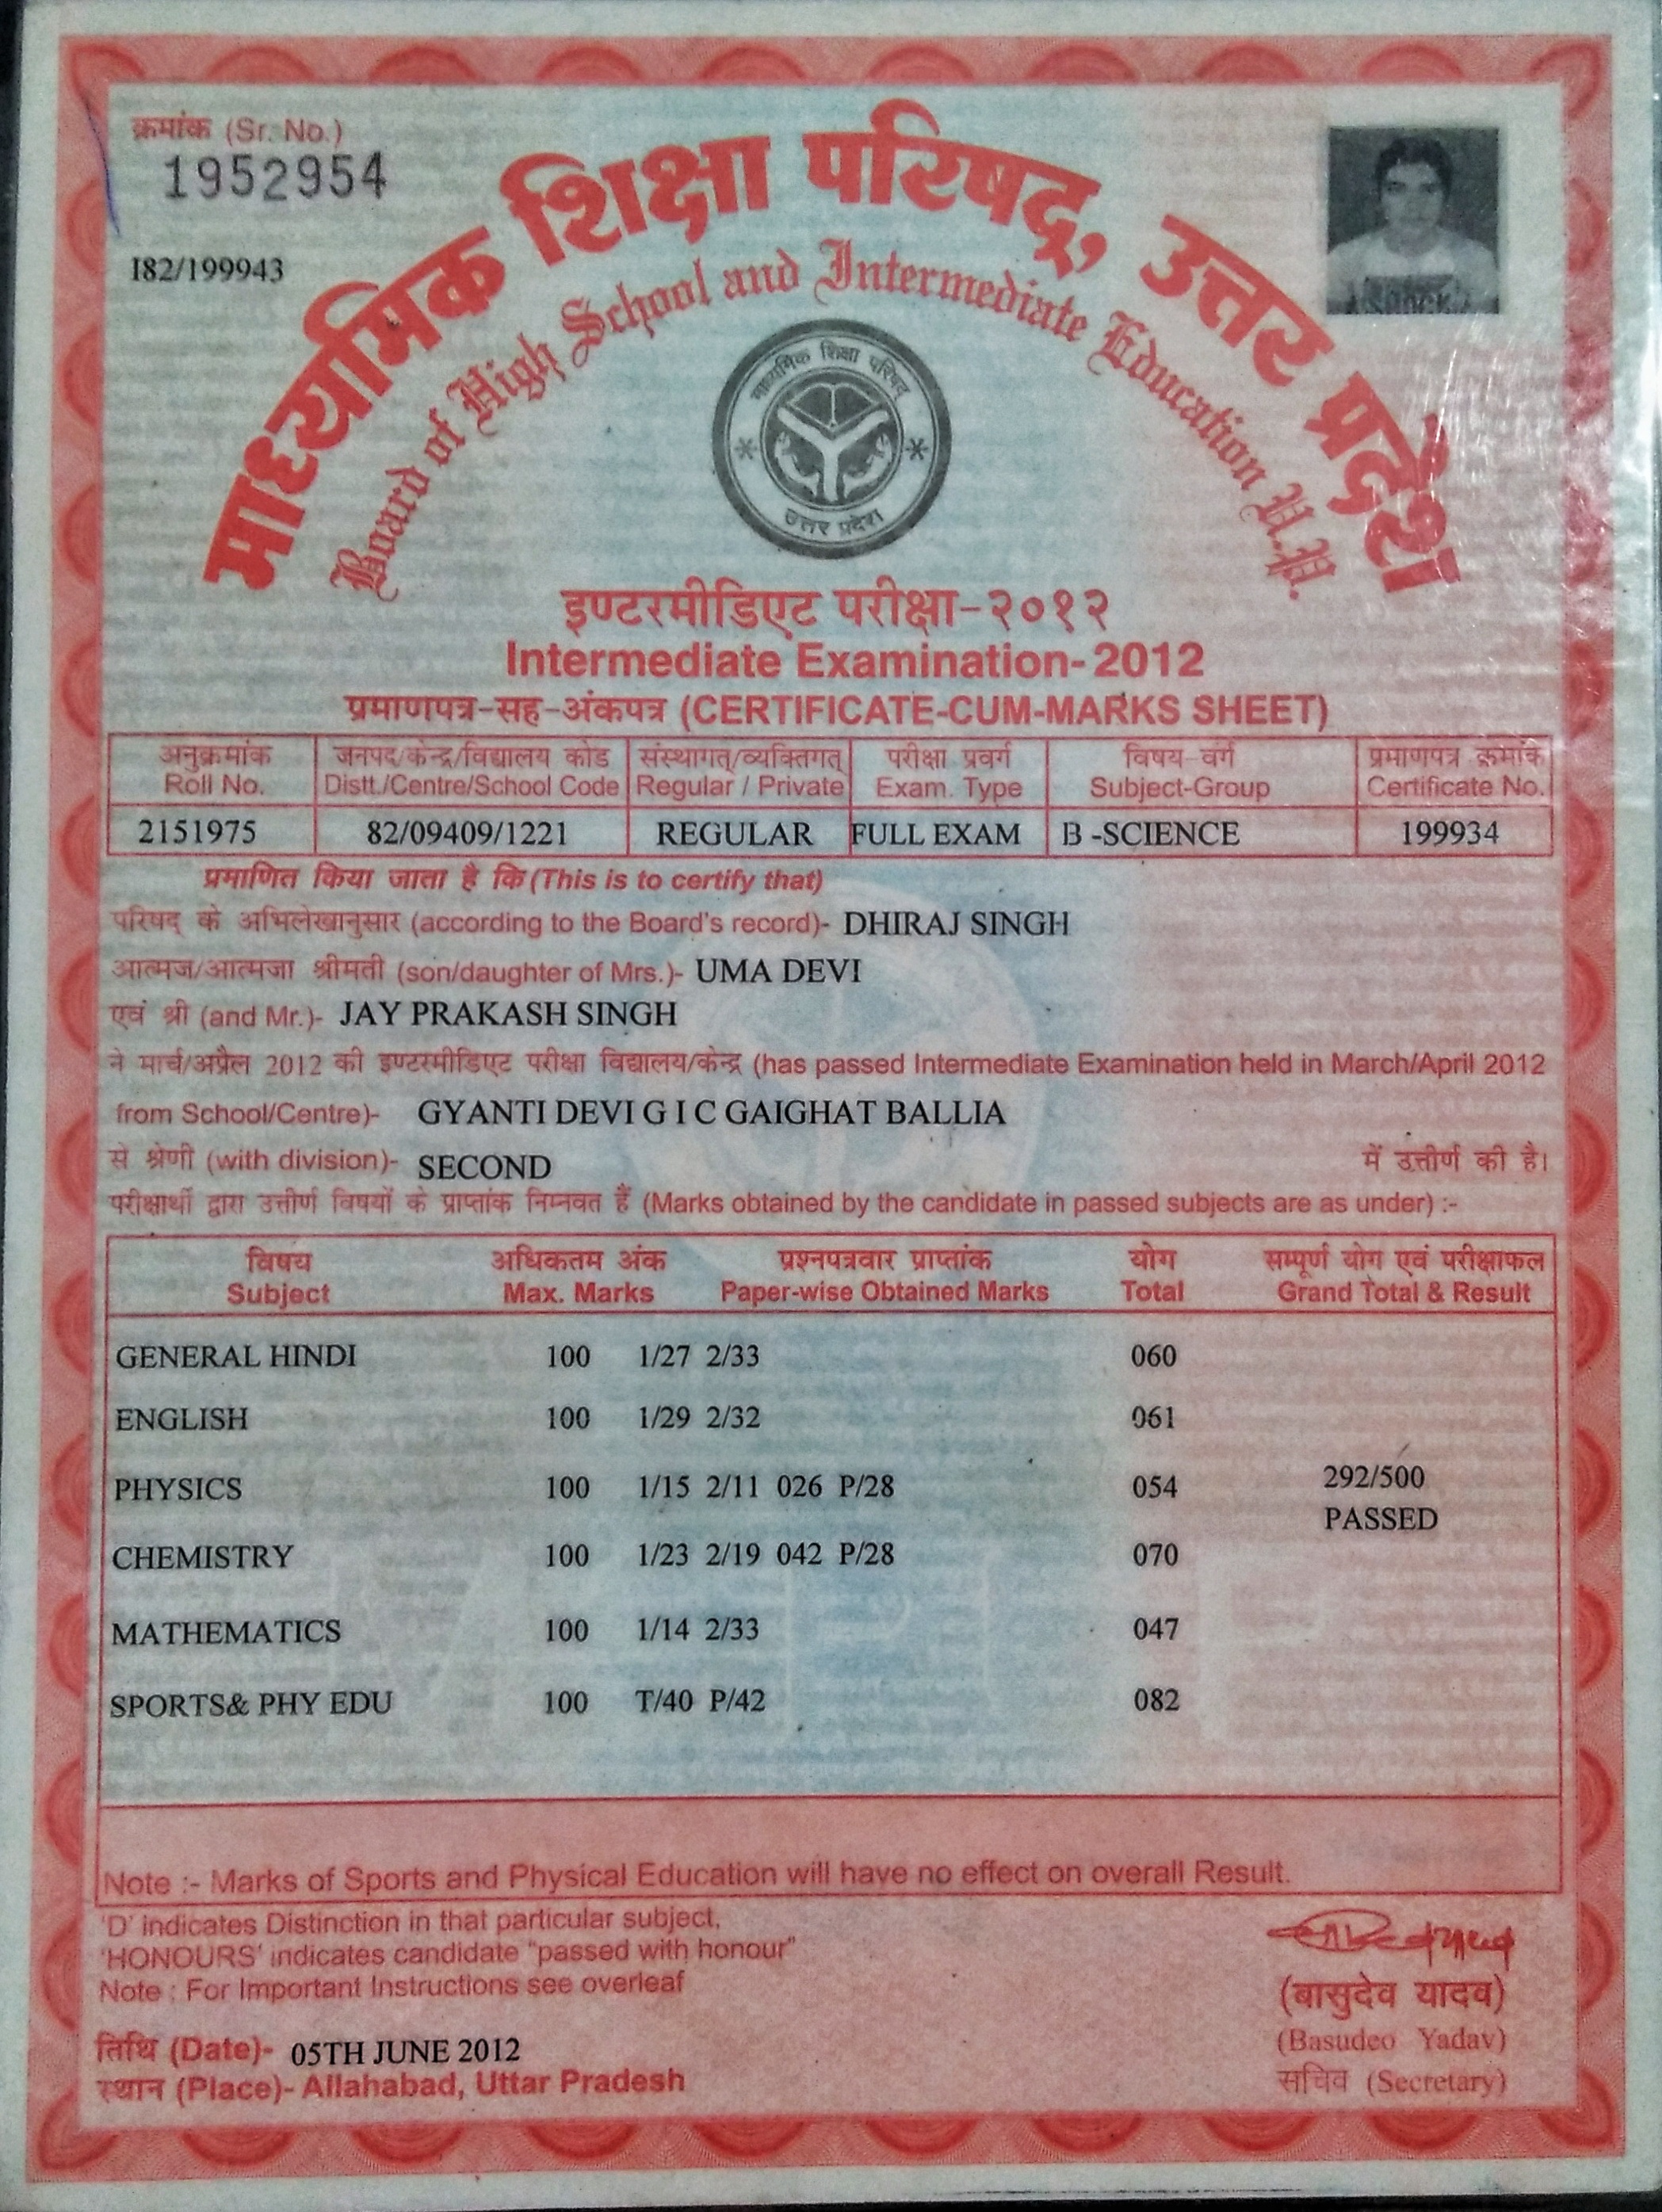 क्रमांक (Sr. No.)
1952954
I82/199943
माध्यमिक शिक्षा परिषद्, उत्तर प्रदेश
Board of High School and Intermediate Education U.P.
माध्यमिक शिक्षा परिषद्
उत्तर प्रदेश
इण्टरमीडिएट परीक्षा-२०१२
Intermediate Examination- 2012
प्रमाणपत्र-सह-अंकपत्र (CERTIFICATE-CUM-MARKS SHEET)
अनुक्रमांक जनपद/केन्द्र/विद्यालय कोड संस्थागत्/व्यक्तिगत् परीक्षा प्रवर्ग विषय-वर्ग प्रमाणपत्र क्रमांक
Roll No. Distt./Centre/School Code Regular / Private Exam. Type Subject-Group Certificate No.
2151975 82/09409/1221 REGULAR FULL EXAM B -SCIENCE 199934
प्रमाणित किया जाता है कि (This is to certify that)
परिषद् के अभिलेखानुसार (according to the Board's record)- DHIRAJ SINGH
आत्मज/आत्मजा श्रीमती (son/daughter of Mrs.)- UMA DEVI
एवं श्री (and Mr.)- JAY PRAKASH SINGH
ने मार्च/अप्रैल 2012 की इण्टरमीडिएट परीक्षा विद्यालय/केन्द्र (has passed Intermediate Examination held in March/April 2012
from School/Centre)- GYANTI DEVI G I C GAIGHAT BALLIA
से श्रेणी (with division)- SECOND में उत्तीर्ण की है।
परीक्षार्थी द्वारा उत्तीर्ण विषयों के प्राप्तांक निम्नवत हैं (Marks obtained by the candidate in passed subjects are as under) :-
विषय अधिकतम अंक प्रश्नपत्रवार प्राप्तांक योग सम्पूर्ण योग एवं परीक्षाफल
Subject Max. Marks Paper-wise Obtained Marks Total Grand Total & Result
GENERAL HINDI 100 1/27 2/33 060
ENGLISH 100 1/29 2/32 061
PHYSICS 100 1/15 2/11 026 P/28 054 292/500
PASSED
CHEMISTRY 100 1/23 2/19 042 P/28 070
MATHEMATICS 100 1/14 2/33 047
SPORTS& PHY EDU 100 T/40 P/42 082
Note :- Marks of Sports and Physical Education will have no effect on overall Result.
'D' indicates Distinction in that particular subject,
'HONOURS' indicates candidate "passed with honour"
Note : For Important Instructions see overleaf
(बासुदेव यादव)
(Basudeo Yadav)
सचिव (Secretary)
तिथि (Date)- 05TH JUNE 2012
स्थान (Place)- Allahabad, Uttar Pradesh